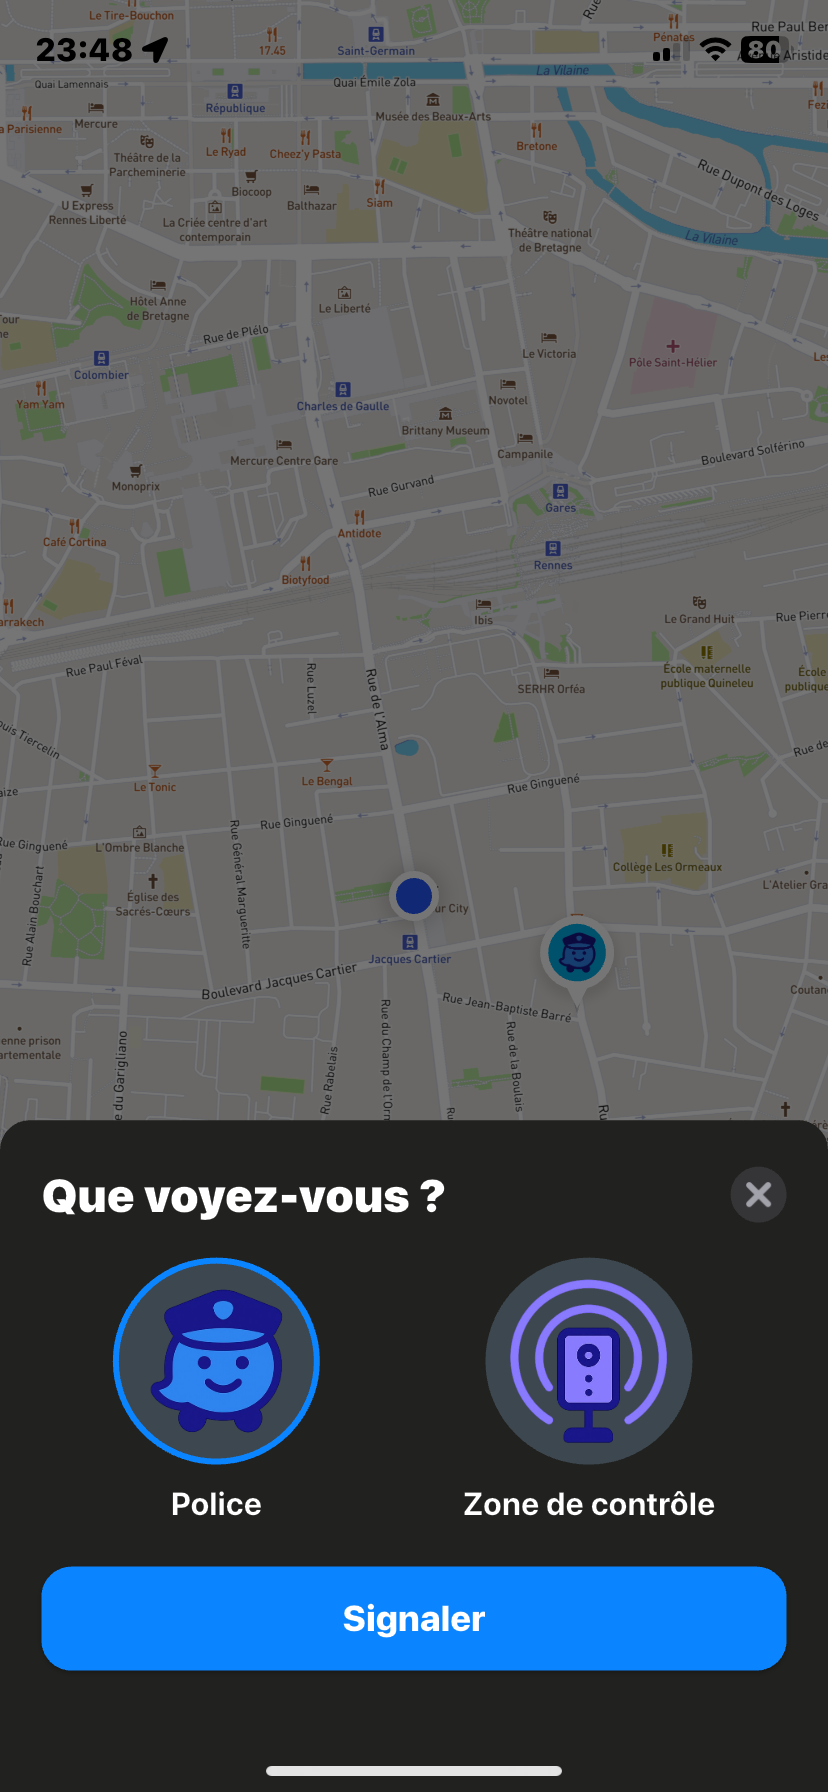 Le Tire-Bouchon
17.45
Saint-Germain
Pénates
Rue Paul Ber
23:48
80
Aristide
La Vilaine
Quai Lamennais
République
Quai Émile Zola
Musée des Beaux-Arts
Fezi
a Parisienne
Mercure
Le Ryad
Cheez'y Pasta
Bretone
Théâtre de la
Parcheminerie
Rue Dupont des Loges
Biocoop
Balthazar
Siam
U Express
Rennes Liberté
La Criée centre d'art
contemporain
Théâtre national
de Bretagne
La Vilaine
Hôtel Anne
de Bretagne
Le Liberté
Rue de Plélo
Le Victoria
Pôle Saint-Hélier
Les
Colombier
Yam Yam
Charles de Gaulle
Novotel
Brittany Museum
Mercure Centre Gare
Campanile
Boulevard Solférino
Monoprix
Rue Gurvand
Gares
Café Cortina
Antidote
Rennes
Biotyfood
arrakech
Ibis
Le Grand Huit
Rue Pierre
Rue Paul Féval
Rue Luzel
Rue de l'Alma
SERHR Orféa
École maternelle
publique Quineleu
École
publique
ouis Tiercelin
Rue de
Le Tonic
Le Bengal
Rue Ginguené
aize
Rue Ginguené
Rue Ginguené
L'Ombre Blanche
Rue Général Margueritte
Collège Les Ormeaux
Rue Alain Bouchart
Église des
Sacrés-Cœurs
ur City
L'Atelier Gra
Jacques Cartier
Boulevard Jacques Cartier
Rue Jean-Baptiste Barré
Coutan
enne prison
artementale
e du Garigliano
Rue Rabelais
Rue du Champ de l'Orn
Rue de la Boulais
Ru
Ru
Que voyez-vous ?
Police
Zone de contrôle
Signaler